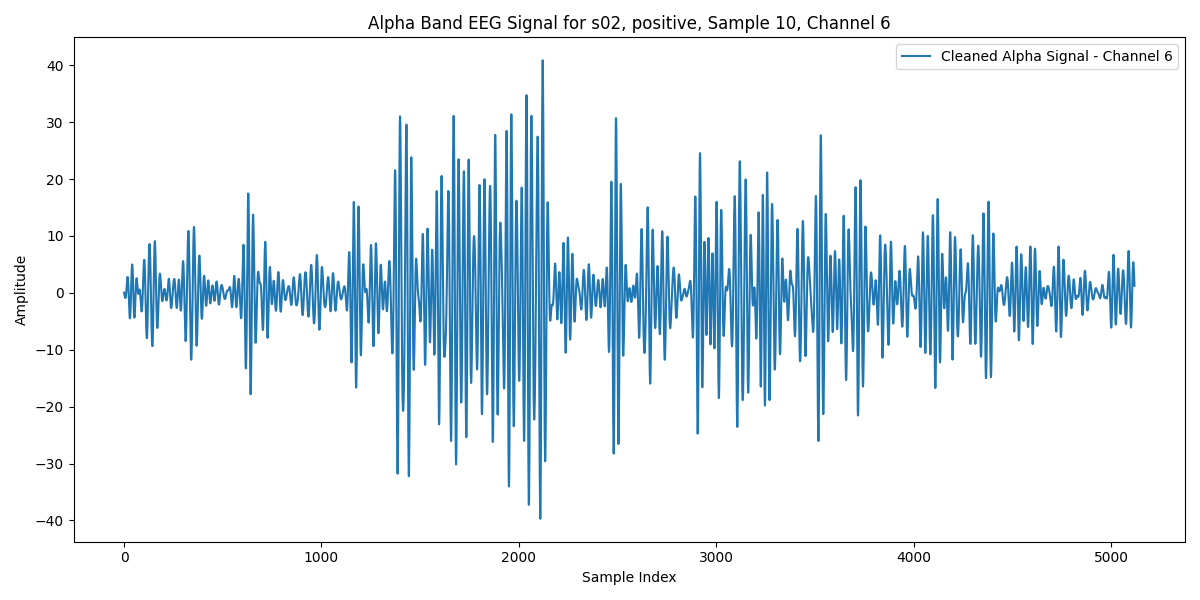 Alpha Band EEG Signal for s02, positive, Sample 10, Channel 6
Cleaned Alpha Signal - Channel 6
Amplitude
40
30
20
10
0
−10
−20
−30
−40
0 1000 2000 3000 4000 5000
Sample Index